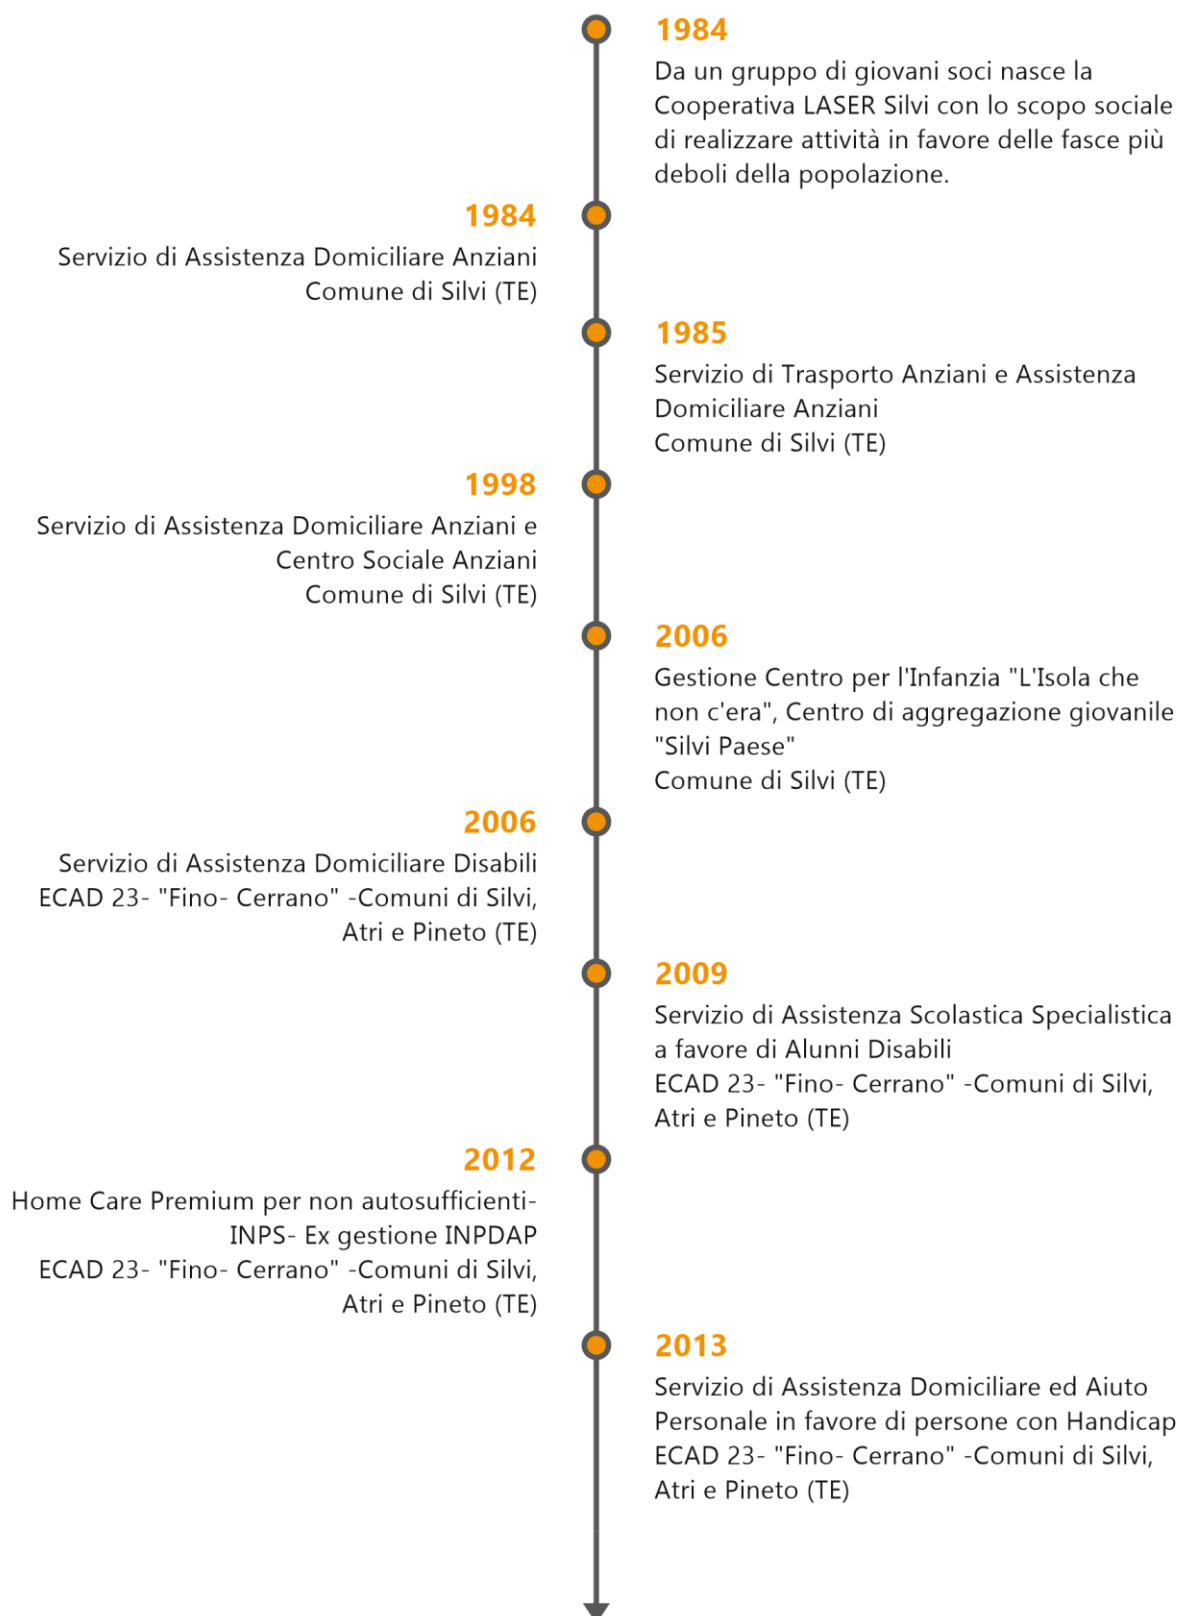 1984
Da un gruppo di giovani soci nasce la
Cooperativa LASER Silvi con lo scopo sociale
di realizzare attività in favore delle fasce più
deboli della popolazione.
1984
Servizio di Assistenza Domiciliare Anziani
Comune di Silvi (TE)
1985
Servizio di Trasporto Anziani e Assistenza
Domiciliare Anziani
Comune di Silvi (TE)
1998
Servizio di Assistenza Domiciliare Anziani e
Centro Sociale Anziani
Comune di Silvi (TE)
2006
Gestione Centro per l'Infanzia "L'Isola che
non c'era", Centro di aggregazione giovanile
"Silvi Paese"
Comune di Silvi (TE)
2006
Servizio di Assistenza Domiciliare Disabili
ECAD 23- "Fino- Cerrano" -Comuni di Silvi,
Atri e Pineto (TE)
2009
Servizio di Assistenza Scolastica Specialistica
a favore di Alunni Disabili
ECAD 23- "Fino- Cerrano" -Comuni di Silvi,
Atri e Pineto (TE)
2012
Home Care Premium per non autosufficienti-
INPS- Ex gestione INPDAP
ECAD 23- "Fino- Cerrano" -Comuni di Silvi,
Atri e Pineto (TE)
2013
Servizio di Assistenza Domiciliare ed Aiuto
Personale in favore di persone con Handicap
ECAD 23- "Fino- Cerrano" -Comuni di Silvi,
Atri e Pineto (TE)